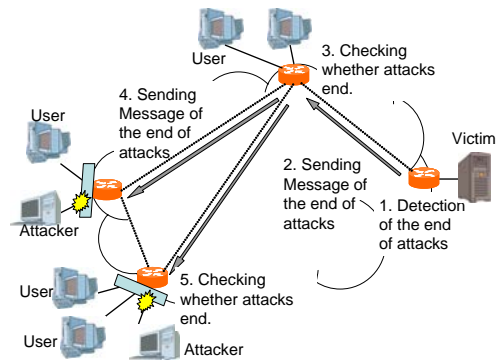 User
3. Checking
whether attacks
end.
4. Sending
Message of
the end of
attacks
User
Victim
2. Sending
Message of
the end of
attacks
1. Detection
of the end
of attacks
Attacker
5. Checking
whether attacks
end.
User
User
Attacker